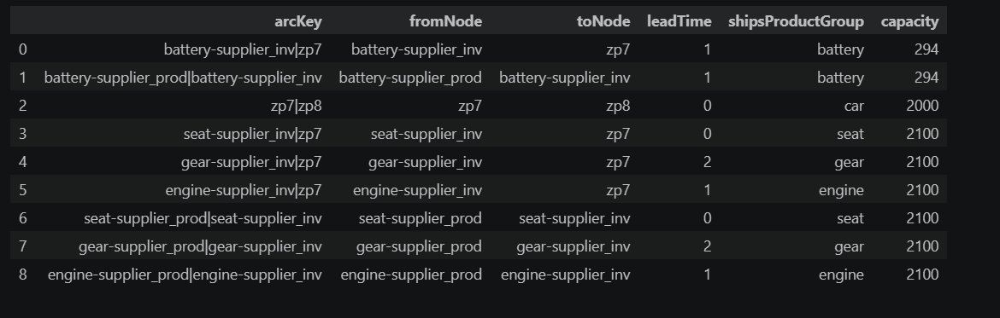 arcKey fromNode toNode leadTime shipsProductGroup capacity
0 battery-supplier_inv|zp7 battery-supplier_inv zp7 1 battery 294
1 battery-supplier_prod|battery-supplier_inv battery-supplier_prod battery-supplier_inv 1 battery 294
2 zp7|zp8 zp7 zp8 0 car 2000
3 seat-supplier_inv|zp7 seat-supplier_inv zp7 0 seat 2100
4 gear-supplier_inv|zp7 gear-supplier_inv zp7 2 gear 2100
5 engine-supplier_inv|zp7 engine-supplier_inv zp7 1 engine 2100
6 seat-supplier_prod|seat-supplier_inv seat-supplier_prod seat-supplier_inv 0 seat 2100
7 gear-supplier_prod|gear-supplier_inv gear-supplier_prod gear-supplier_inv 2 gear 2100
8 engine-supplier_prod|engine-supplier_inv engine-supplier_prod engine-supplier_inv 1 engine 2100